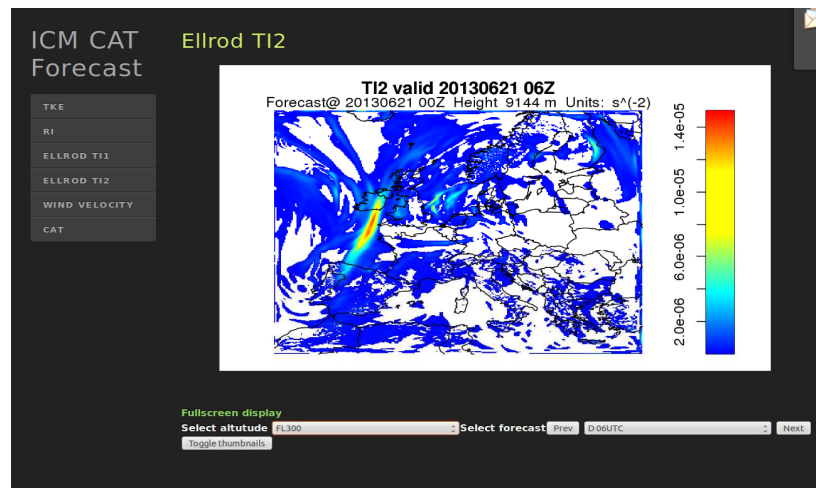 ICM CAT
Forecast
TKE
RI
ELLROD TI1
ELLROD TI2
WIND VELOCITY
CAT
Ellrod TI2
TI2 valid 20130621 06Z
Forecast@ 20130621 00Z Height 9144 m Units: s^(-2)
1.4e-05
1.0e-05
6.0e-06
2.0e-06
Fullscreen display
Select altutude FL300 Select forecast Prev D 06UTC Next
Toggle thumbnails